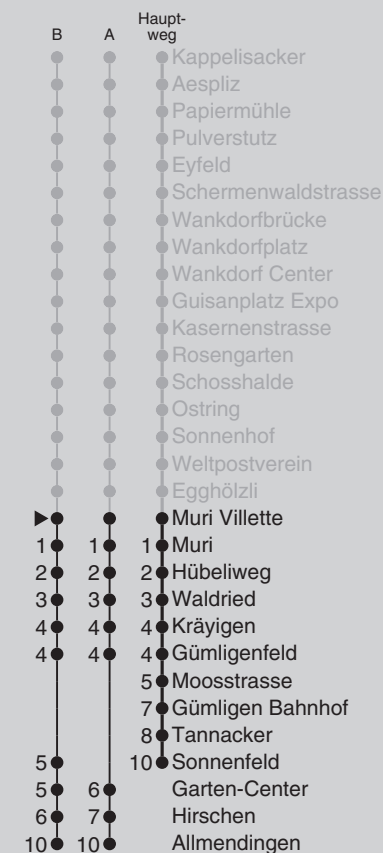 Haupt-
B A weg
Kappelisacker
Aespliz
Papiermühle
Pulverstutz
Eyfeld
Schermenwaldstrasse
Wankdorfbrücke
Wankdorfplatz
Wankdorf Center
Guisanplatz Expo
Kasernenstrasse
Rosengarten
Schosshalde
Ostring
Sonnenhof
Weltpostverein
Egghölzli
Muri Villette
1 1 1 Muri
2 2 2 Hübeliweg
3 3 3 Waldried
4 4 4 Kräyigen
4 4 4 Gümligenfeld
5 Moosstrasse
7 Gümligen Bahnhof
8 Tannacker
5 10 Sonnenfeld
5 6 Garten-Center
6 7 Hirschen
10 10 Allmendingen